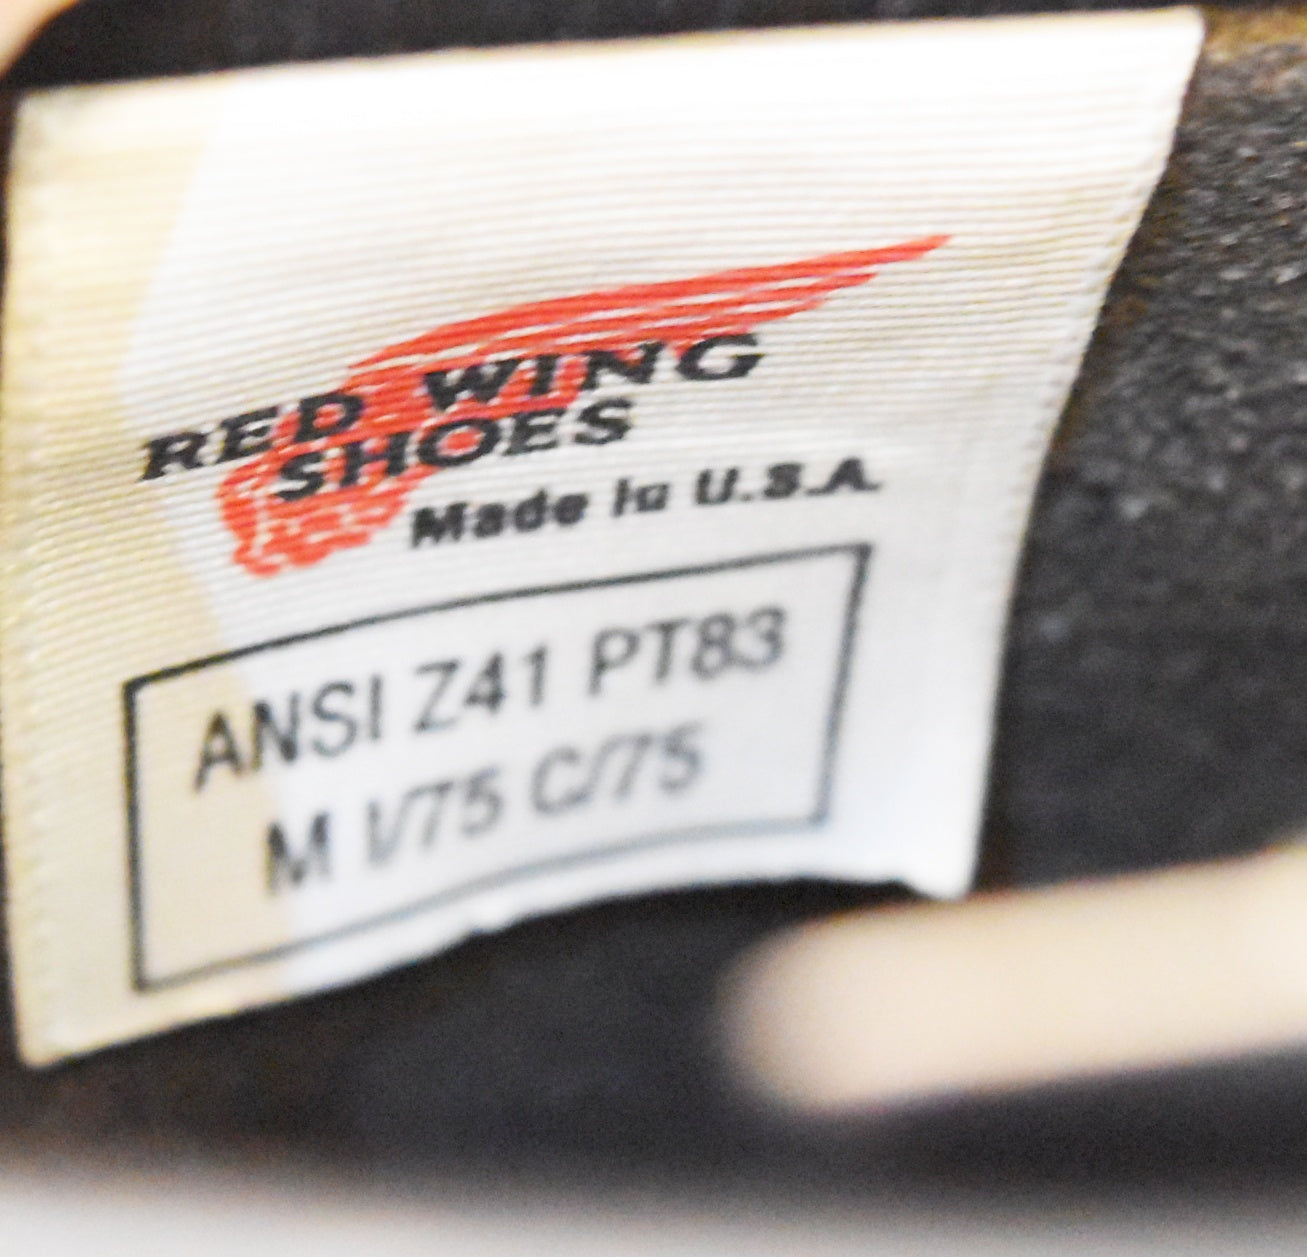 RED WING
SHOES
Made in U.S.A.
ANSI Z41 PT83
M I/75 C/75